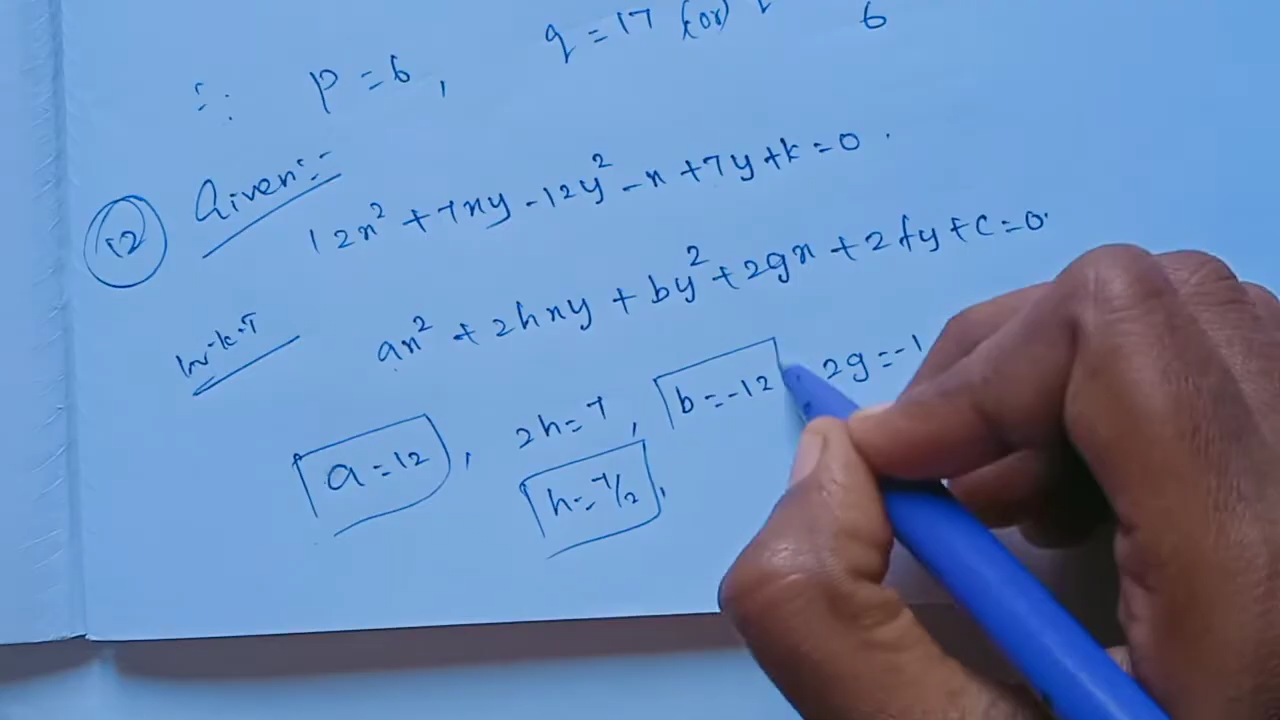 ∴ p = 6, q = 17 (or) 6
12 Given:-
12x² + 7xy - 12y² - x + 7y + k = 0.
W.K.T ax² + 2hxy + by² + 2gx + 2fy + c = 0.
a = 12, 2h = 7, b = -12, 2g = -1
h = 7/2,